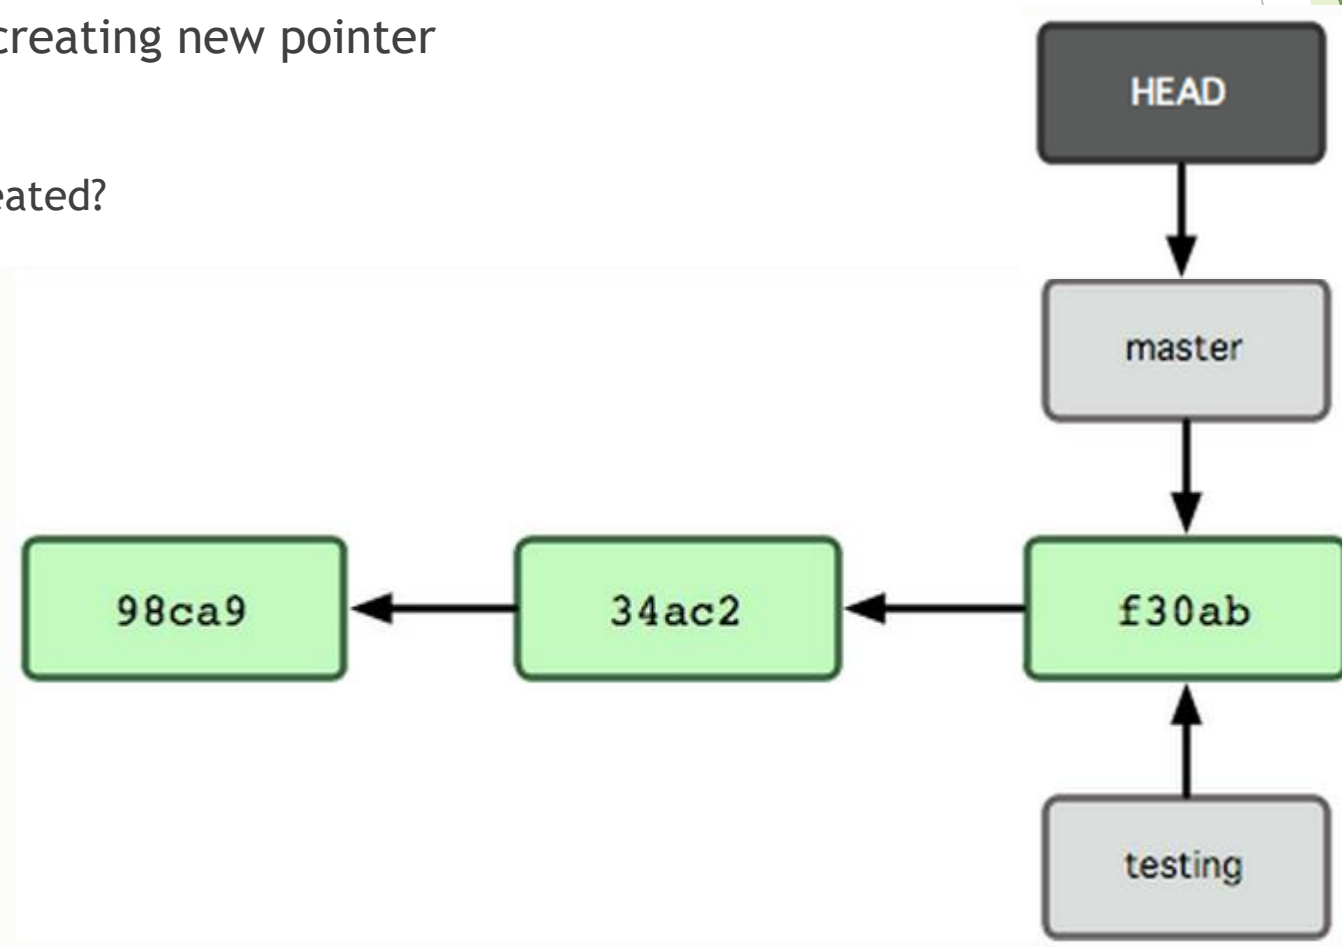 creating new pointer
HEAD
eated?
master
98ca9
34ac2
f30ab
testing